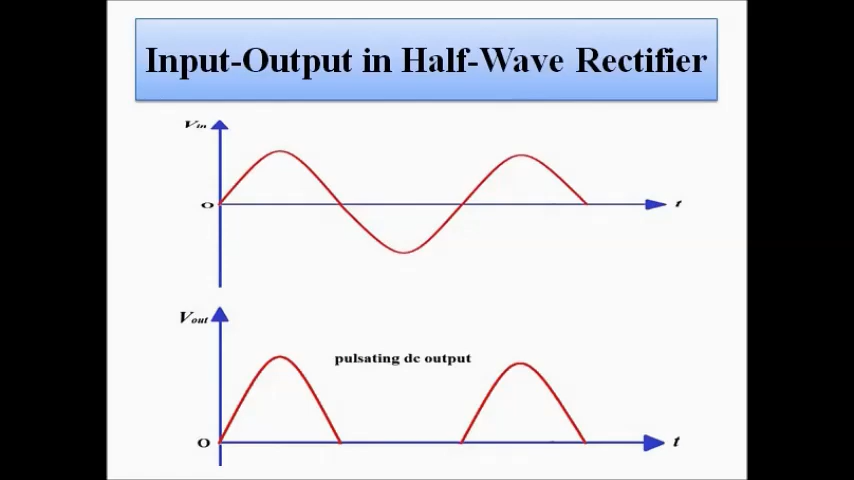 Input-Output in Half-Wave Rectifier
Vin
O
t
Vout
pulsating dc output
O
t